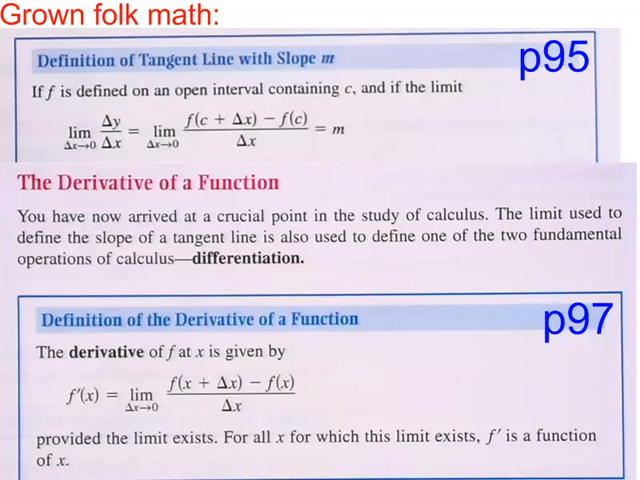 Grown folk math:
p95
Definition of Tangent Line with Slope m
If f is defined on an open interval containing c, and if the limit
lim Δx→0 Δy/Δx = lim Δx→0 (f(c + Δx) − f(c))/Δx = m
The Derivative of a Function
You have now arrived at a crucial point in the study of calculus. The limit used to
define the slope of a tangent line is also used to define one of the two fundamental
operations of calculus—differentiation.
p97
Definition of the Derivative of a Function
The derivative of f at x is given by
f′(x) = lim Δx→0 (f(x + Δx) − f(x))/Δx
provided the limit exists. For all x for which this limit exists, f′ is a function
of x.